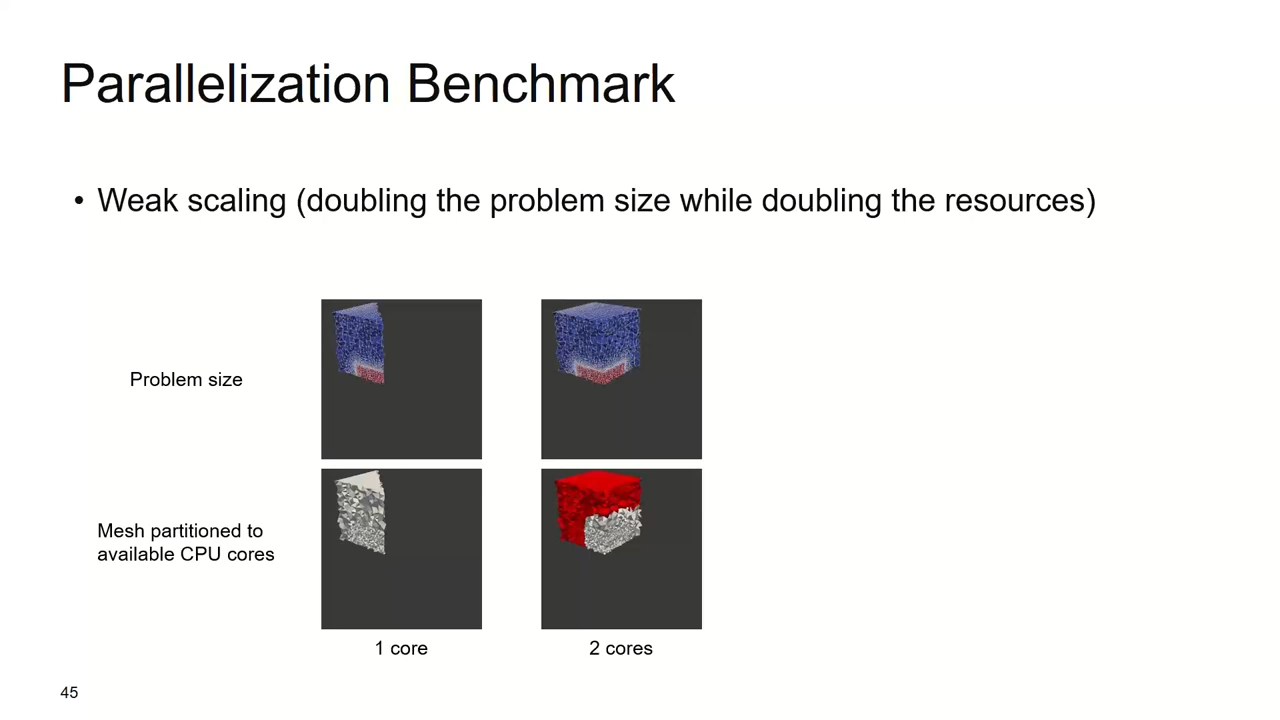 Parallelization Benchmark
• Weak scaling (doubling the problem size while doubling the resources)
Problem size
Mesh partitioned to
available CPU cores
1 core
2 cores
45